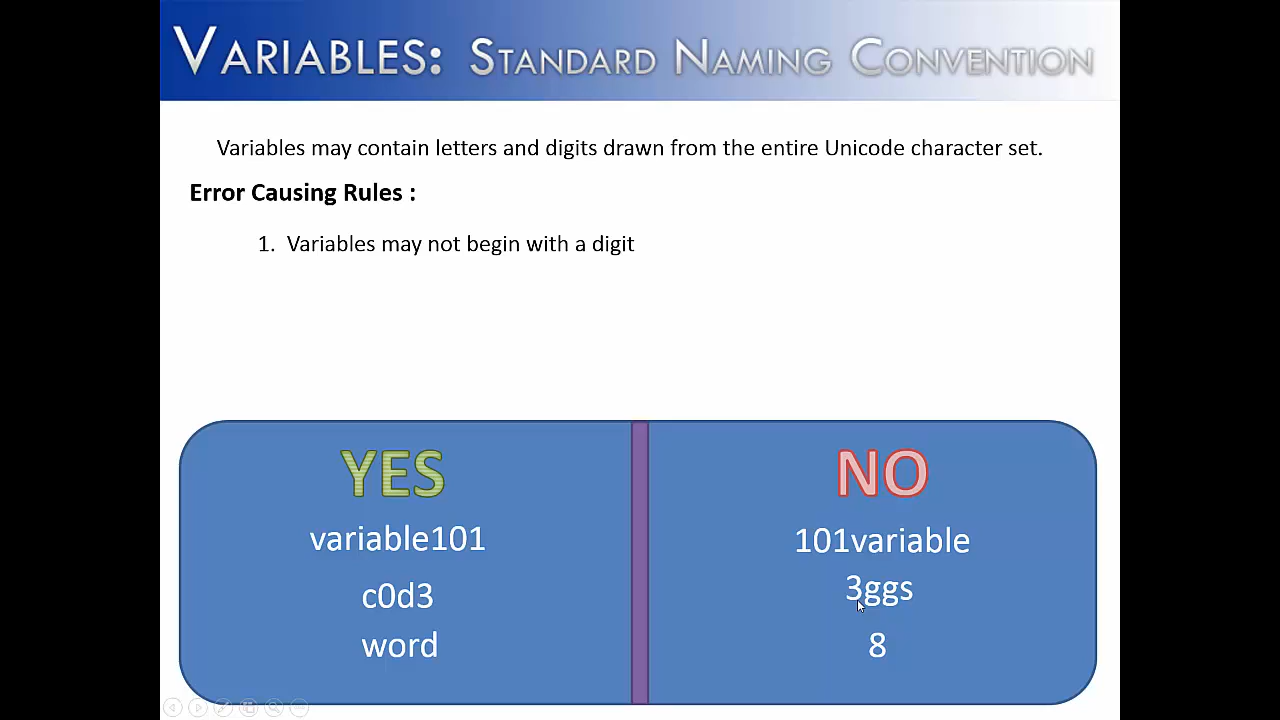 VARIABLES: STANDARD NAMING CONVENTION
Variables may contain letters and digits drawn from the entire Unicode character set.
Error Causing Rules :
1. Variables may not begin with a digit
YES
variable101
c0d3
word
NO
101variable
3ggs
8